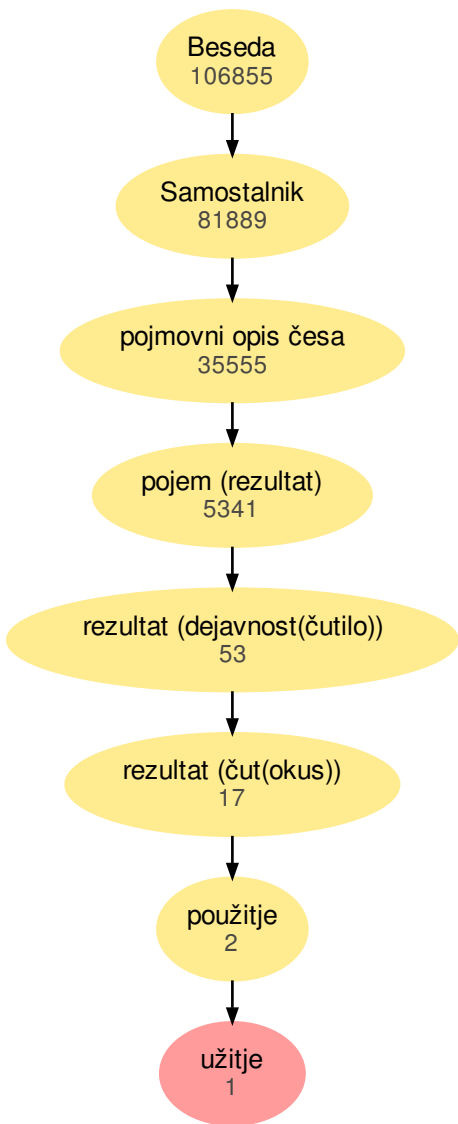 Beseda
106855
Samostalnik
81889
pojmovni opis česa
35555
pojem (rezultat)
5341
rezultat (dejavnost(čutilo))
53
rezultat (čut(okus))
17
použitje
2
užitje
1